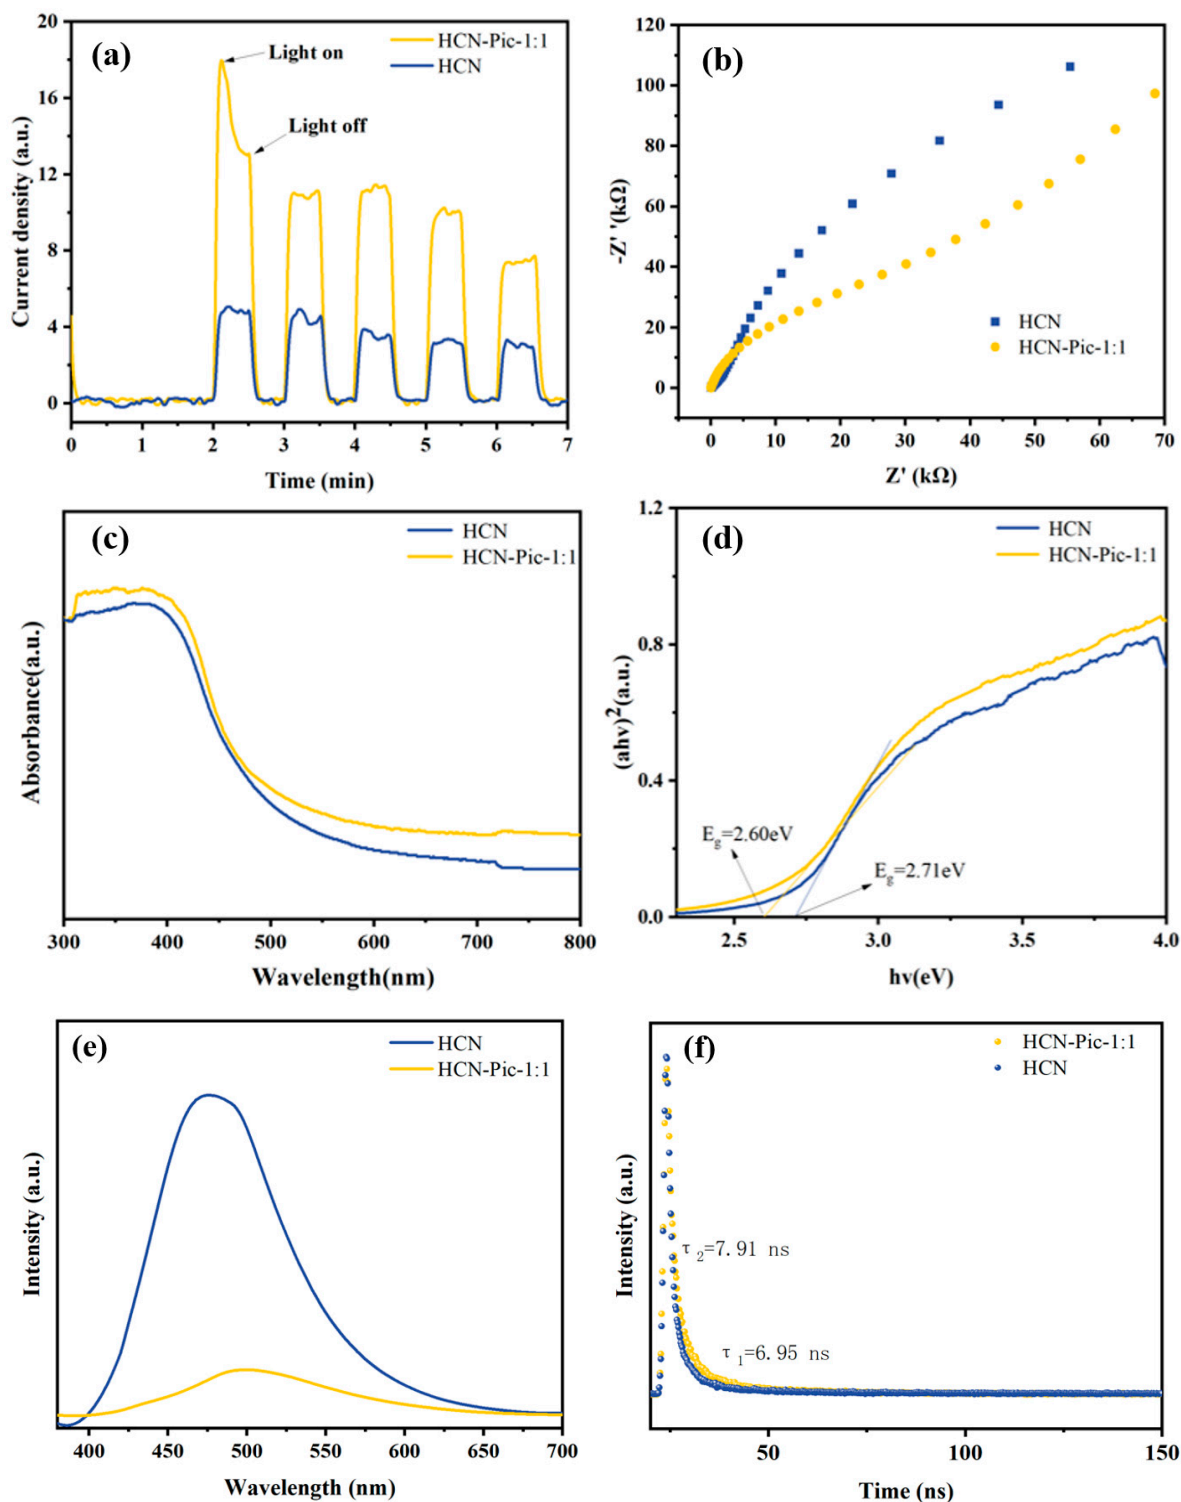 (a)
HCN-Pic-1:1
HCN
Light on
Light off
Current density (a.u.)
20
16
12
8
4
0
0 1 2 3 4 5 6 7
Time (min)
(b)
HCN
HCN-Pic-1:1
-Z' '(kΩ)
120
100
80
60
40
20
0
0 10 20 30 40 50 60 70
Z' (kΩ)
(c)
HCN
HCN-Pic-1:1
Absorbance(a.u.)
300 400 500 600 700 800
Wavelength(nm)
(d)
HCN
HCN-Pic-1:1
(ahv)2(a.u.)
1.2
0.8
0.4
0.0
Eg=2.60eV
Eg=2.71eV
2.5 3.0 3.5 4.0
hv(eV)
(e)
HCN
HCN-Pic-1:1
Intensity (a.u.)
400 450 500 550 600 650 700
Wavelength (nm)
(f)
HCN-Pic-1:1
HCN
Intensity (a.u.)
τ2=7.91 ns
τ1=6.95 ns
50 100 150
Time (ns)